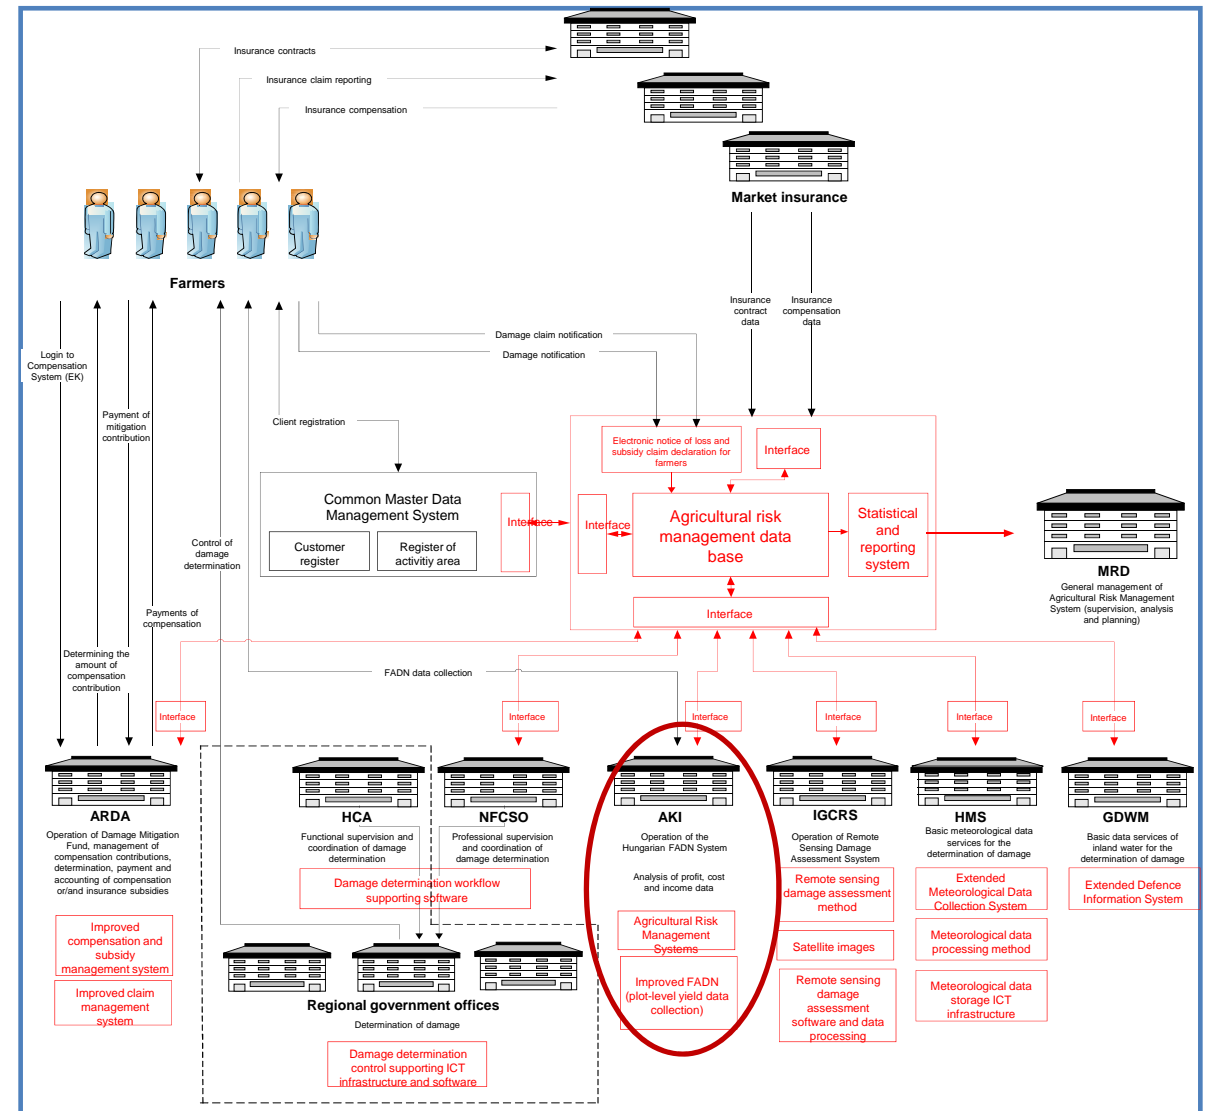 Insurance contracts
Insurance claim reporting
Insurance compensation
Market insurance
Farmers
Insurance
contract
data
Insurance
compensation
data
Damage claim notification
Damage notification
Login to
Compensation
System (EK)
Payment of
mitigation
contribution
Client registration
Electronic notice of loss and
subsidy claim declaration for
farmers
Interface
Common Master Data
Management System
Customer
register
Register of
activitiy area
Interface
Interface
Agricultural risk
management data
base
Statistical
and
reporting
system
MRD
General management of
Agricultural Risk Management
System (supervision, analysis
and planning)
Control of
damage
determination
Payments of
compensation
Determining the
amount of
compensation
contribution
Interface
FADN data collection
Interface
Interface
Interface
Interface
Interface
Interface
ARDA
Operation of Damage Mitigation
Fund, management of
compensation contributions,
determination, payment and
accounting of compensation
or/and insurance subsidies
Improved
compensation and
subsidy
management system
Improved claim
management
system
HCA
Functional supervision and
coordination of damage
determination
NFCSO
Professional supervision
and coordination of
damage determination
Damage determination workflow
supporting software
Regional government offices
Determination of damage
Damage determination
control supporting ICT
infrastructure and software
AKI
Operation of the
Hungarian FADN System
Analysis of profit, cost
and income data
Agricultural Risk
Management
Systems
Improved FADN
(plot-level yield data
collection)
IGCRS
Operation of Remote
Sensing Damage
Assessment Ssystem
Remote sensing
damage assessment
method
Satellite images
Remote sensing
damage
assessment
software and data
processing
HMS
Basic meteorological data
services for the
determination of damage
Extended
Meteorological Data
Collection System
Meteorological data
processing method
Meteorological data
storage ICT
infrastructure
GDWM
Basic data services of
inland water for the
determination of damage
Extended Defence
Information System